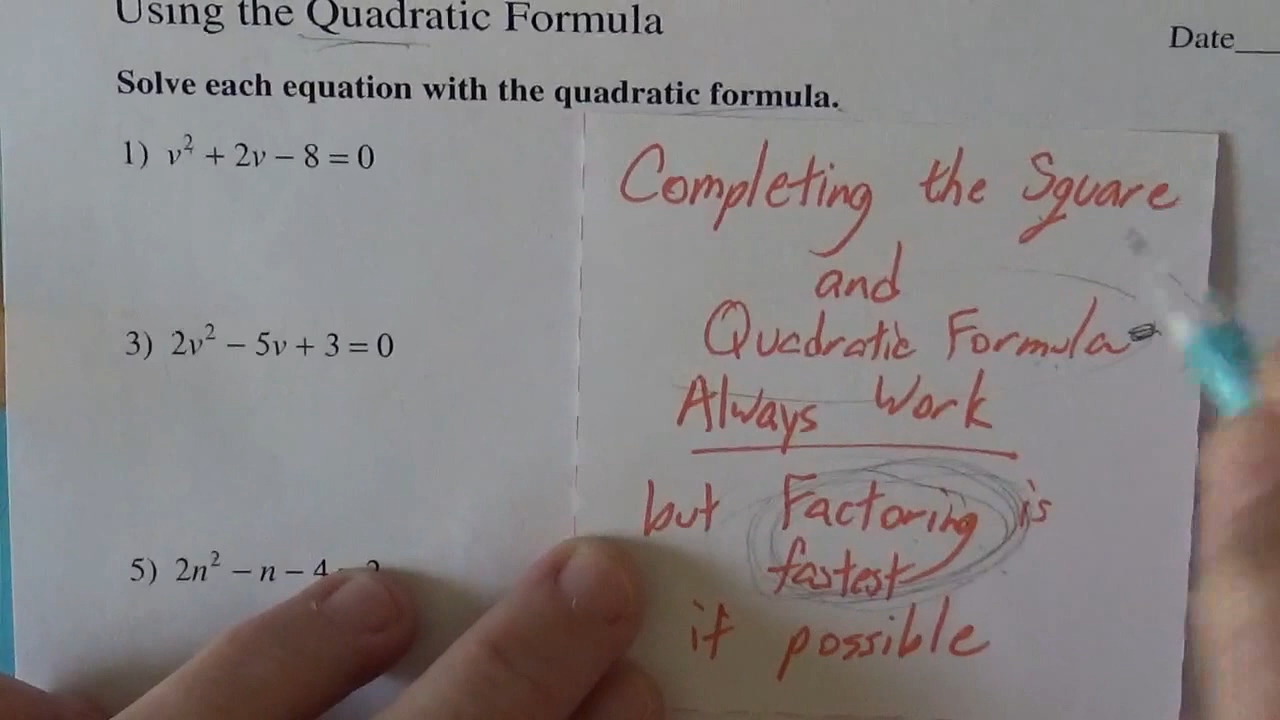 Using the Quadratic Formula
Date
Solve each equation with the quadratic formula.
1) v² + 2v − 8 = 0
3) 2v² − 5v + 3 = 0
5) 2n² − n − 4
Completing the Square
and
Quadratic Formula
Always Work
but Factoring is
fastest
if possible